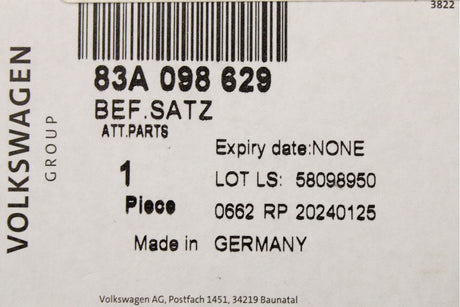 3822
VOLKSWAGEN
GROUP
83A 098 629
BEF.SATZ
ATT.PARTS
Expiry date:NONE
1
LOT LS: 58098950
Piece
0662 RP 20240125
Made in GERMANY
Volkswagen AG, Postfach 1451, 34219 Baunatal